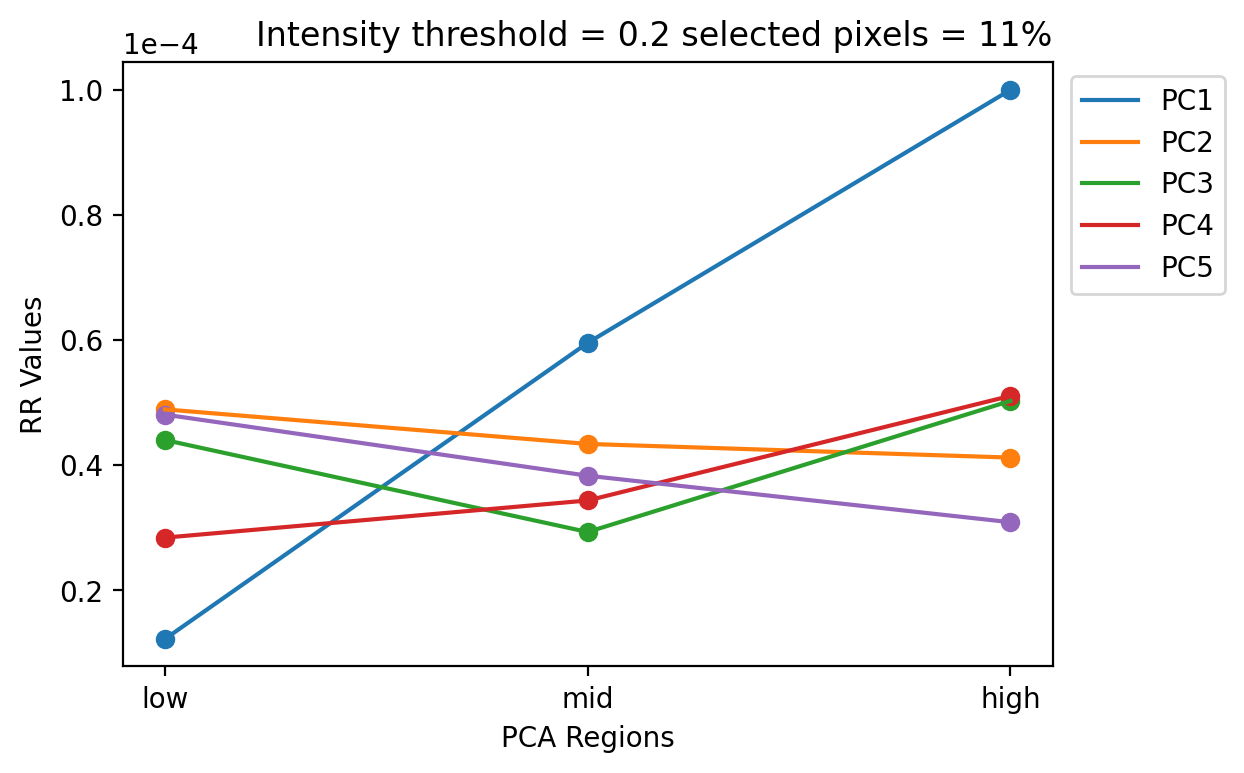 Intensity threshold = 0.2 selected pixels = 11%
1e−4
1.0
0.8
0.6
0.4
0.2
RR Values
low
mid
high
PCA Regions
PC1
PC2
PC3
PC4
PC5